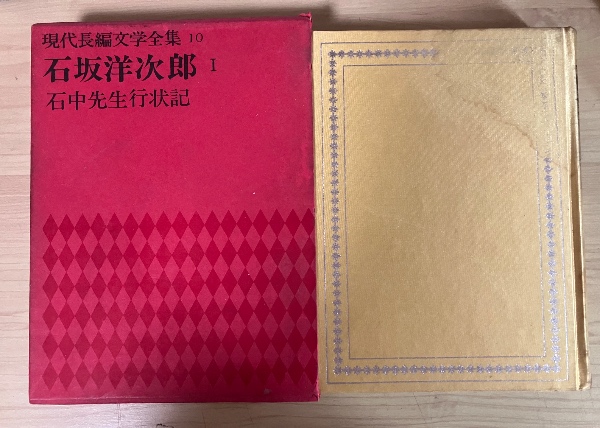 現代長編文学全集 10
石坂洋次郎 I
石中先生行状記